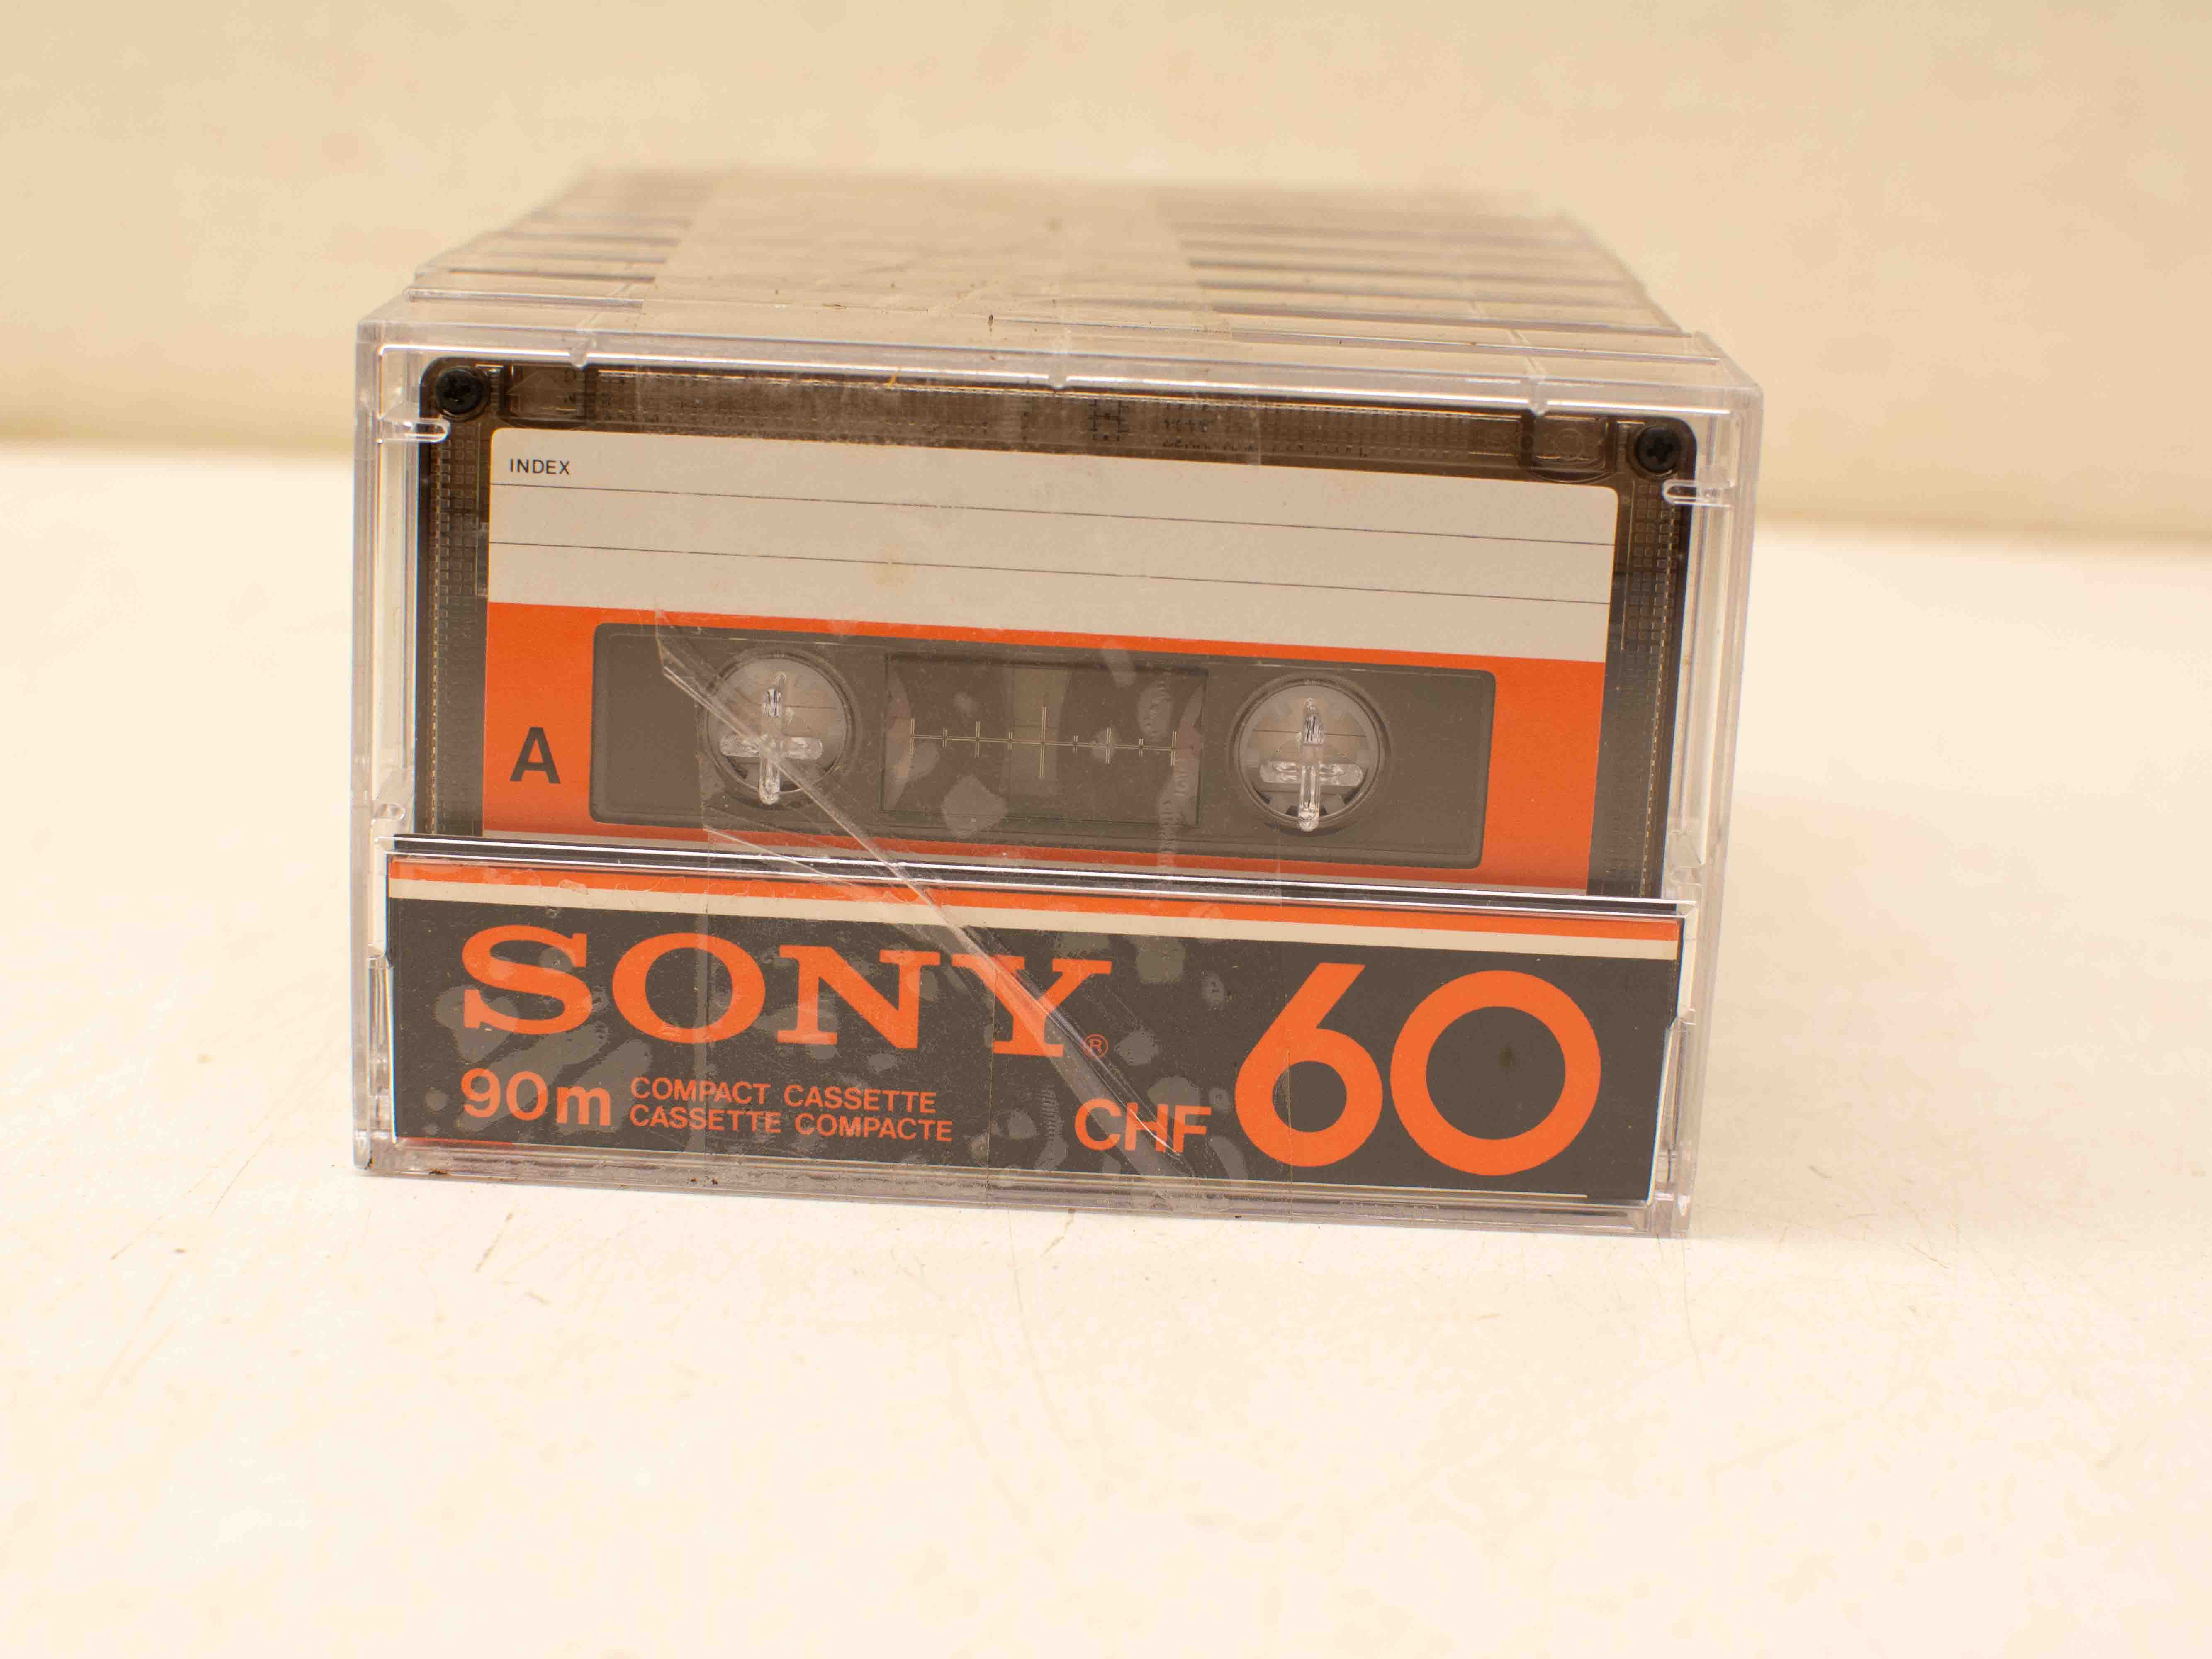 INDEX
A
SONY®
60
90m
COMPACT CASSETTE
CASSETTE COMPACTE
CHF